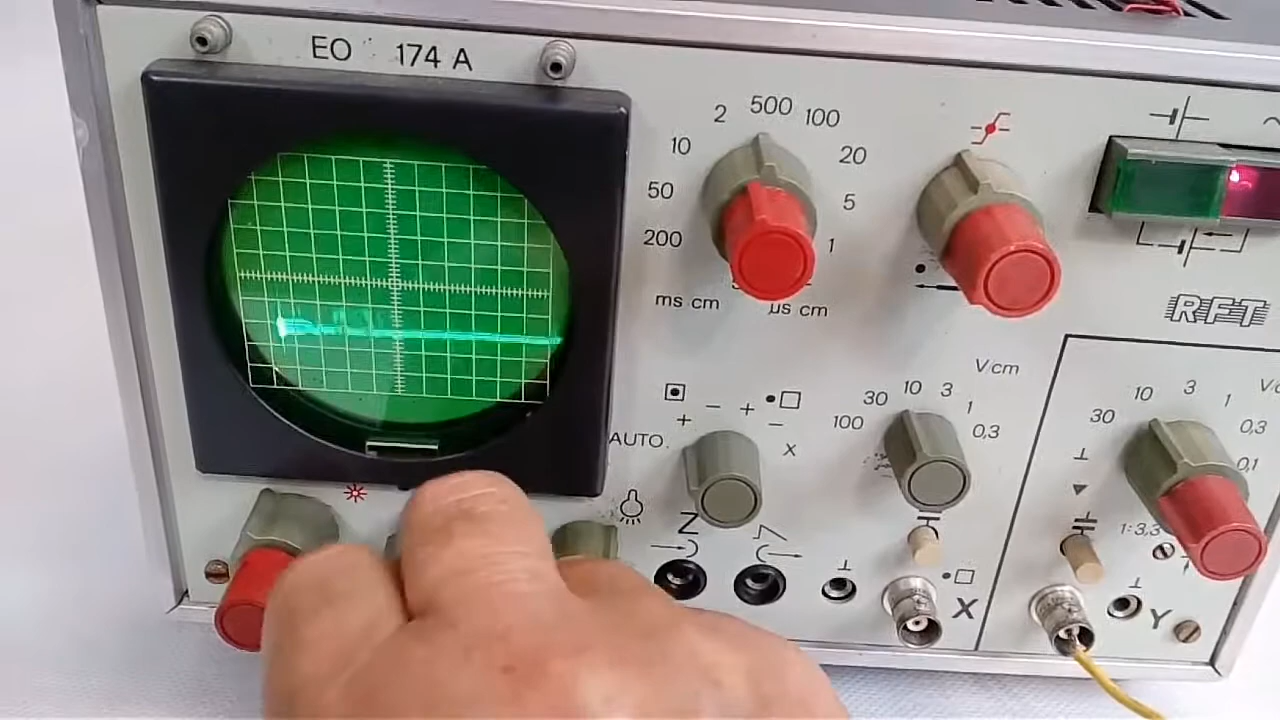 EO 174 A
2 500 100
10 20
50 5
200 1
ms cm μs cm
RFT
V cm
30 10 3 1
100 0,3
+ - + -
AUTO. X
Z
X
10 3 1
30 0,3
0,1
1:3,3
Y